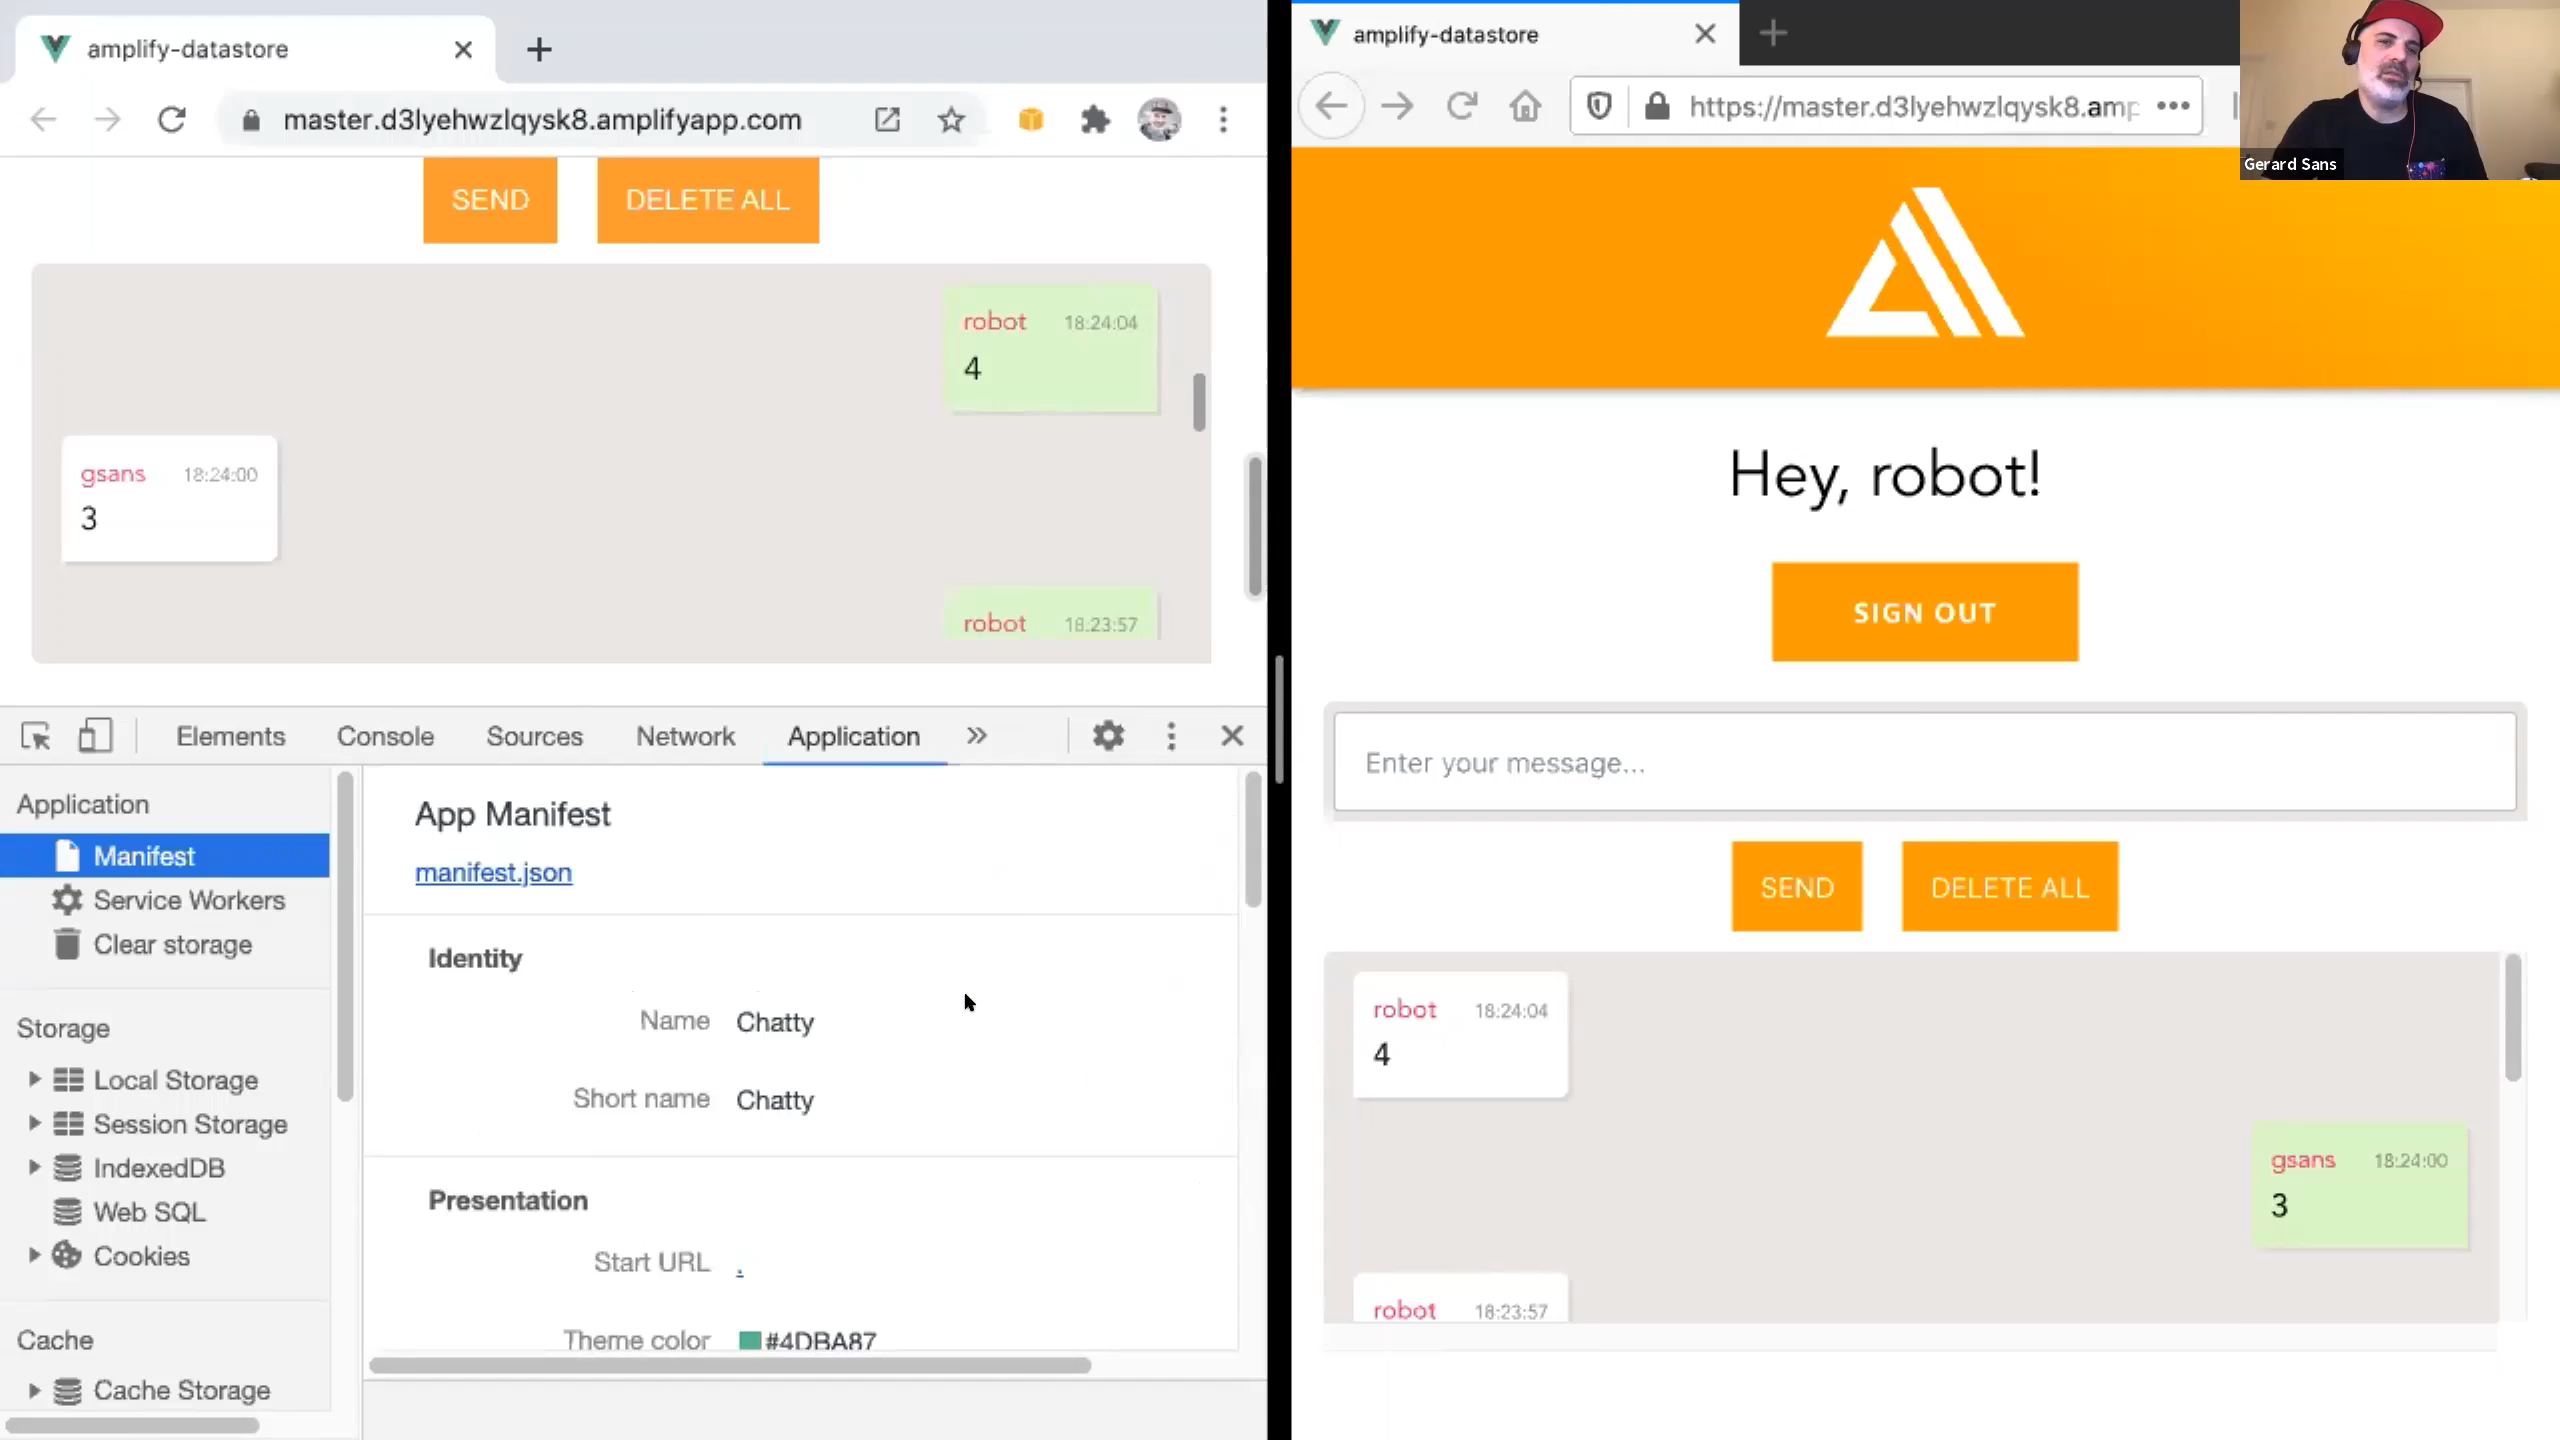 amplify-datastore
master.d3lyehwzlqysk8.amplifyapp.com
SEND
DELETE ALL
robot 18:24:04
4
gsans 18:24:00
3
robot 18:23:57
Elements
Console
Sources
Network
Application
Application
Manifest
Service Workers
Clear storage
Storage
Local Storage
Session Storage
IndexedDB
Web SQL
Cookies
Cache
Cache Storage
App Manifest
manifest.json
Identity
Name Chatty
Short name Chatty
Presentation
Start URL .
Theme color #4DBA87
amplify-datastore
https://master.d3lyehwzlqysk8.amp
Gerard Sans
Hey, robot!
SIGN OUT
Enter your message...
SEND
DELETE ALL
robot 18:24:04
4
gsans 18:24:00
3
robot 18:23:57